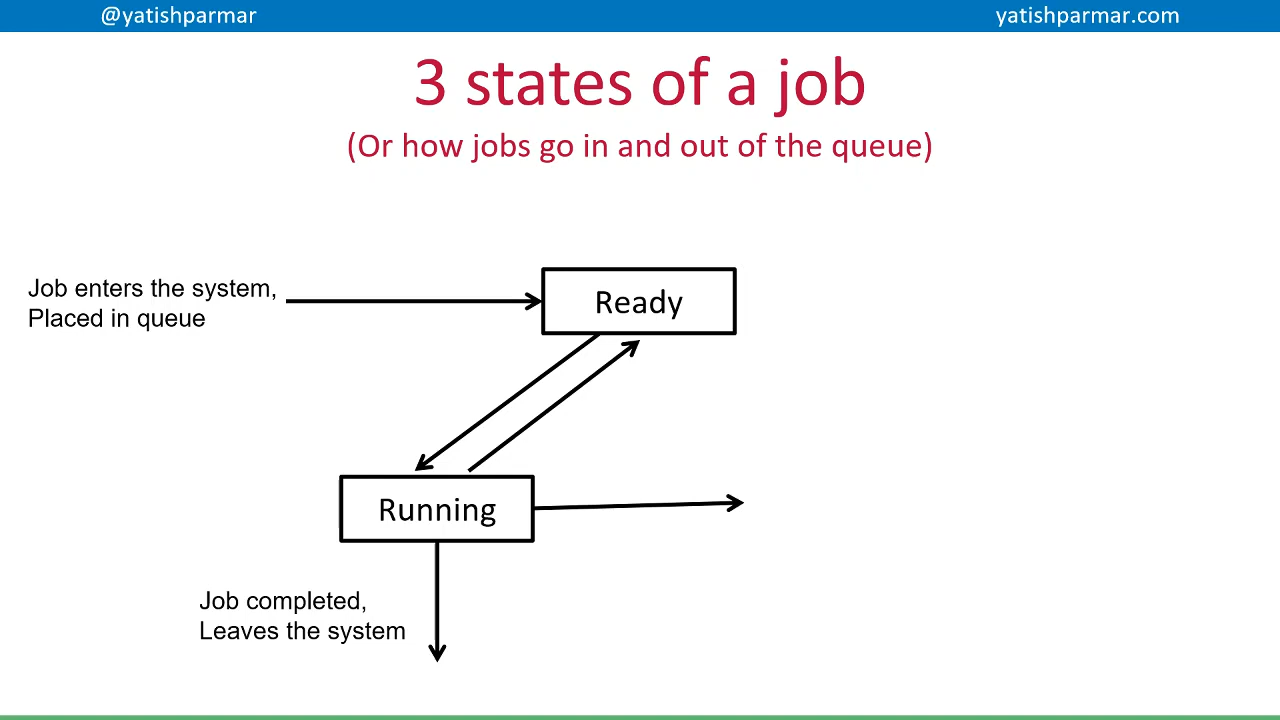 @yatishparmar
yatishparmar.com
3 states of a job
(Or how jobs go in and out of the queue)
Job enters the system,
Placed in queue
Ready
Running
Job completed,
Leaves the system